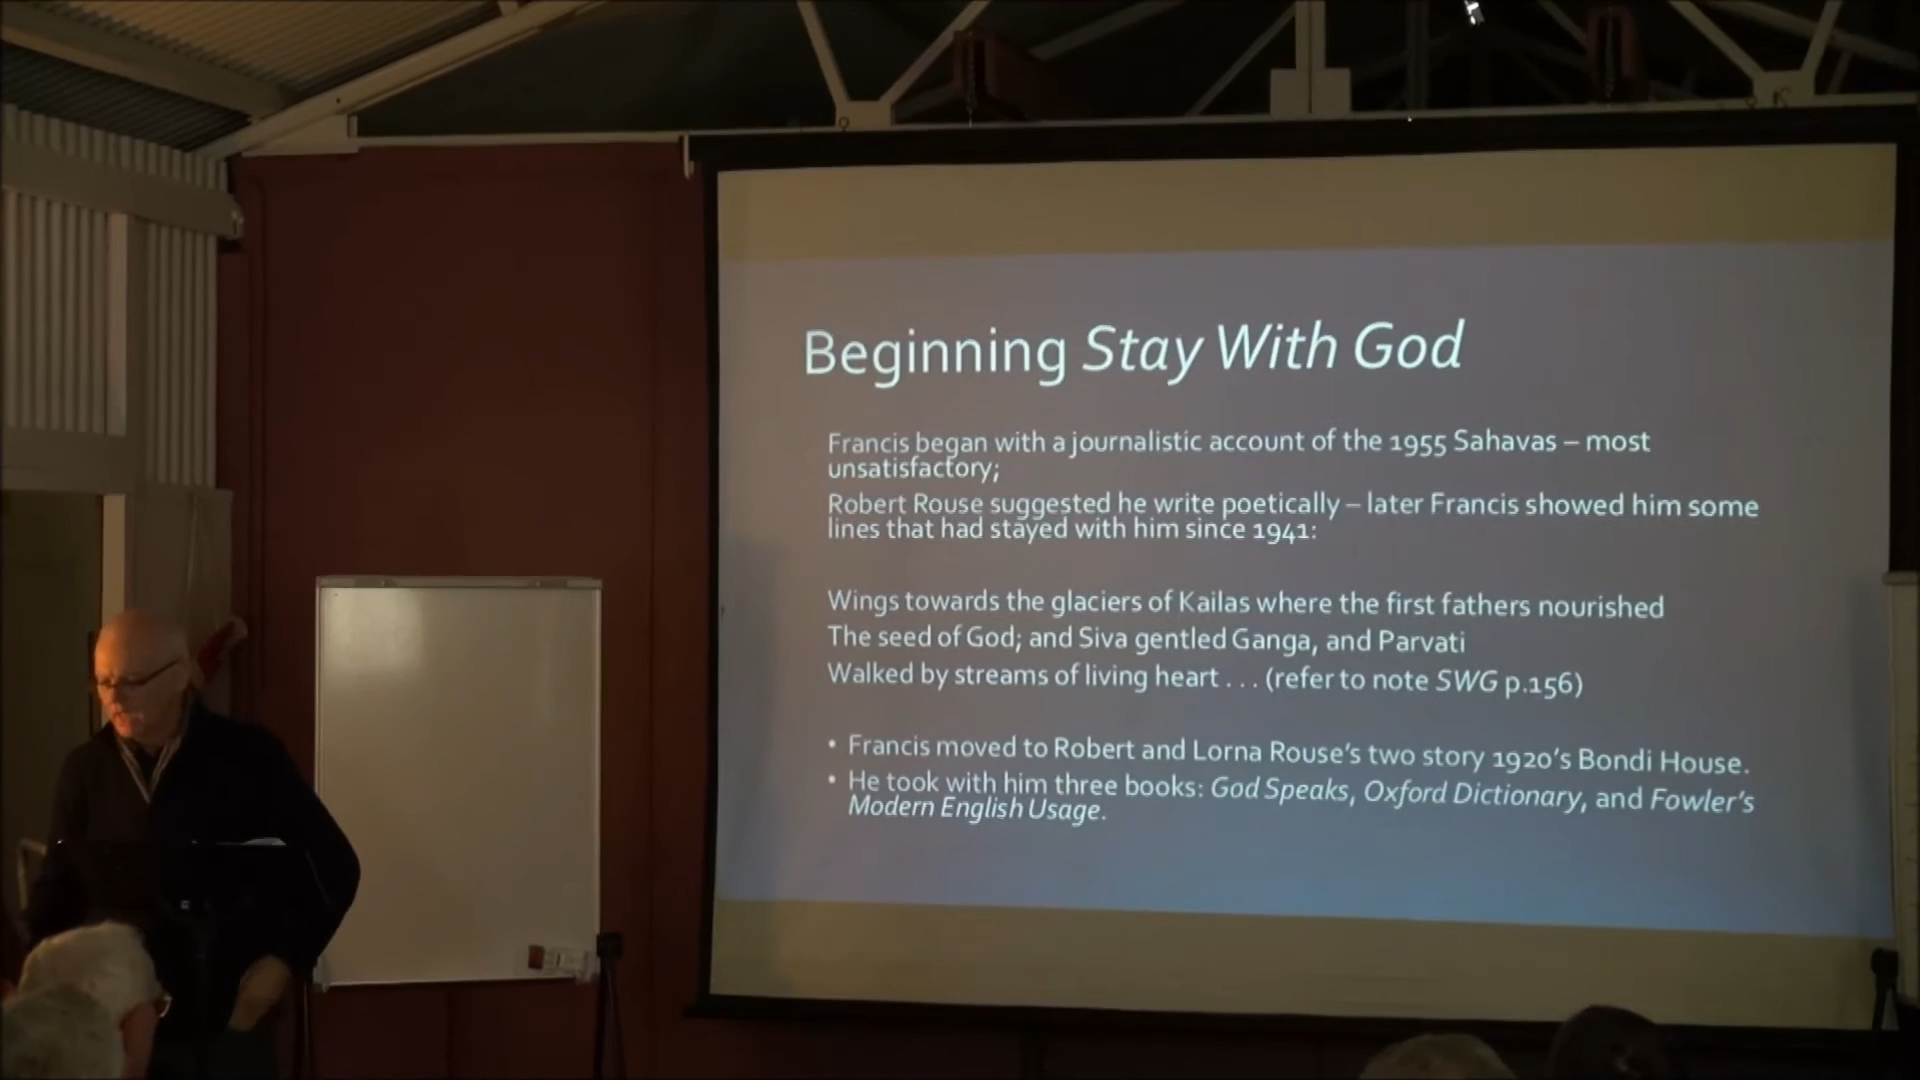 Beginning Stay With God
Francis began with a journalistic account of the 1955 Sahavas – most
unsatisfactory;
Robert Rouse suggested he write poetically – later Francis showed him some
lines that had stayed with him since 1941:
Wings towards the glaciers of Kailas where the first fathers nourished
The seed of God; and Siva gentled Ganga, and Parvati
Walked by streams of living heart . . . (refer to note SWG p.156)
• Francis moved to Robert and Lorna Rouse's two story 1920's Bondi House.
• He took with him three books: God Speaks, Oxford Dictionary, and Fowler's
Modern English Usage.